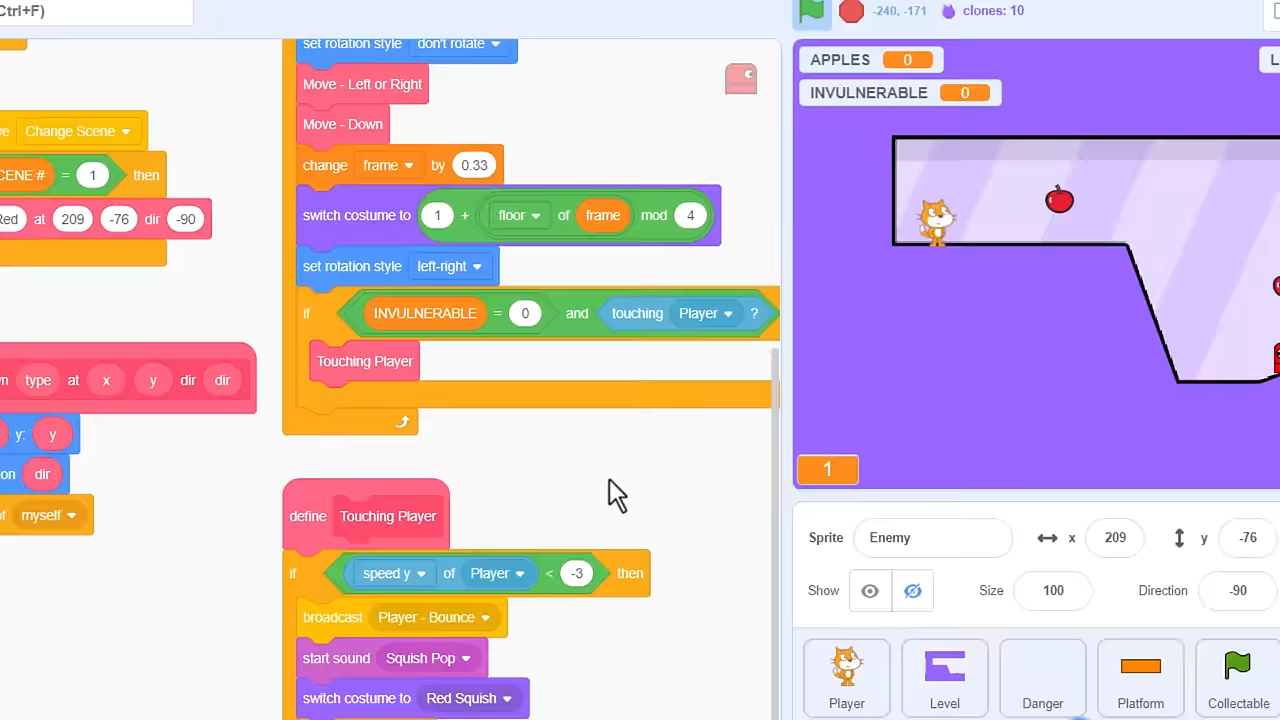 Ctrl+F)
-240, -171
clones: 10
set rotation style don't rotate
Move - Left or Right
Move - Down
change frame by 0.33
switch costume to 1 + floor of frame mod 4
set rotation style left-right
if INVULNERABLE = 0 and touching Player ?
Touching Player
define Touching Player
if speed y of Player < -3 then
broadcast Player - Bounce
start sound Squish Pop
switch costume to Red Squish
Change Scene
= 1 then
at 209 -76 dir -90
type at x y dir dir
y: y
dir
myself
APPLES 0
INVULNERABLE 0
1
Sprite Enemy x 209 y -76
Show Size 100 Direction -90
Player Level Danger Platform Collectable